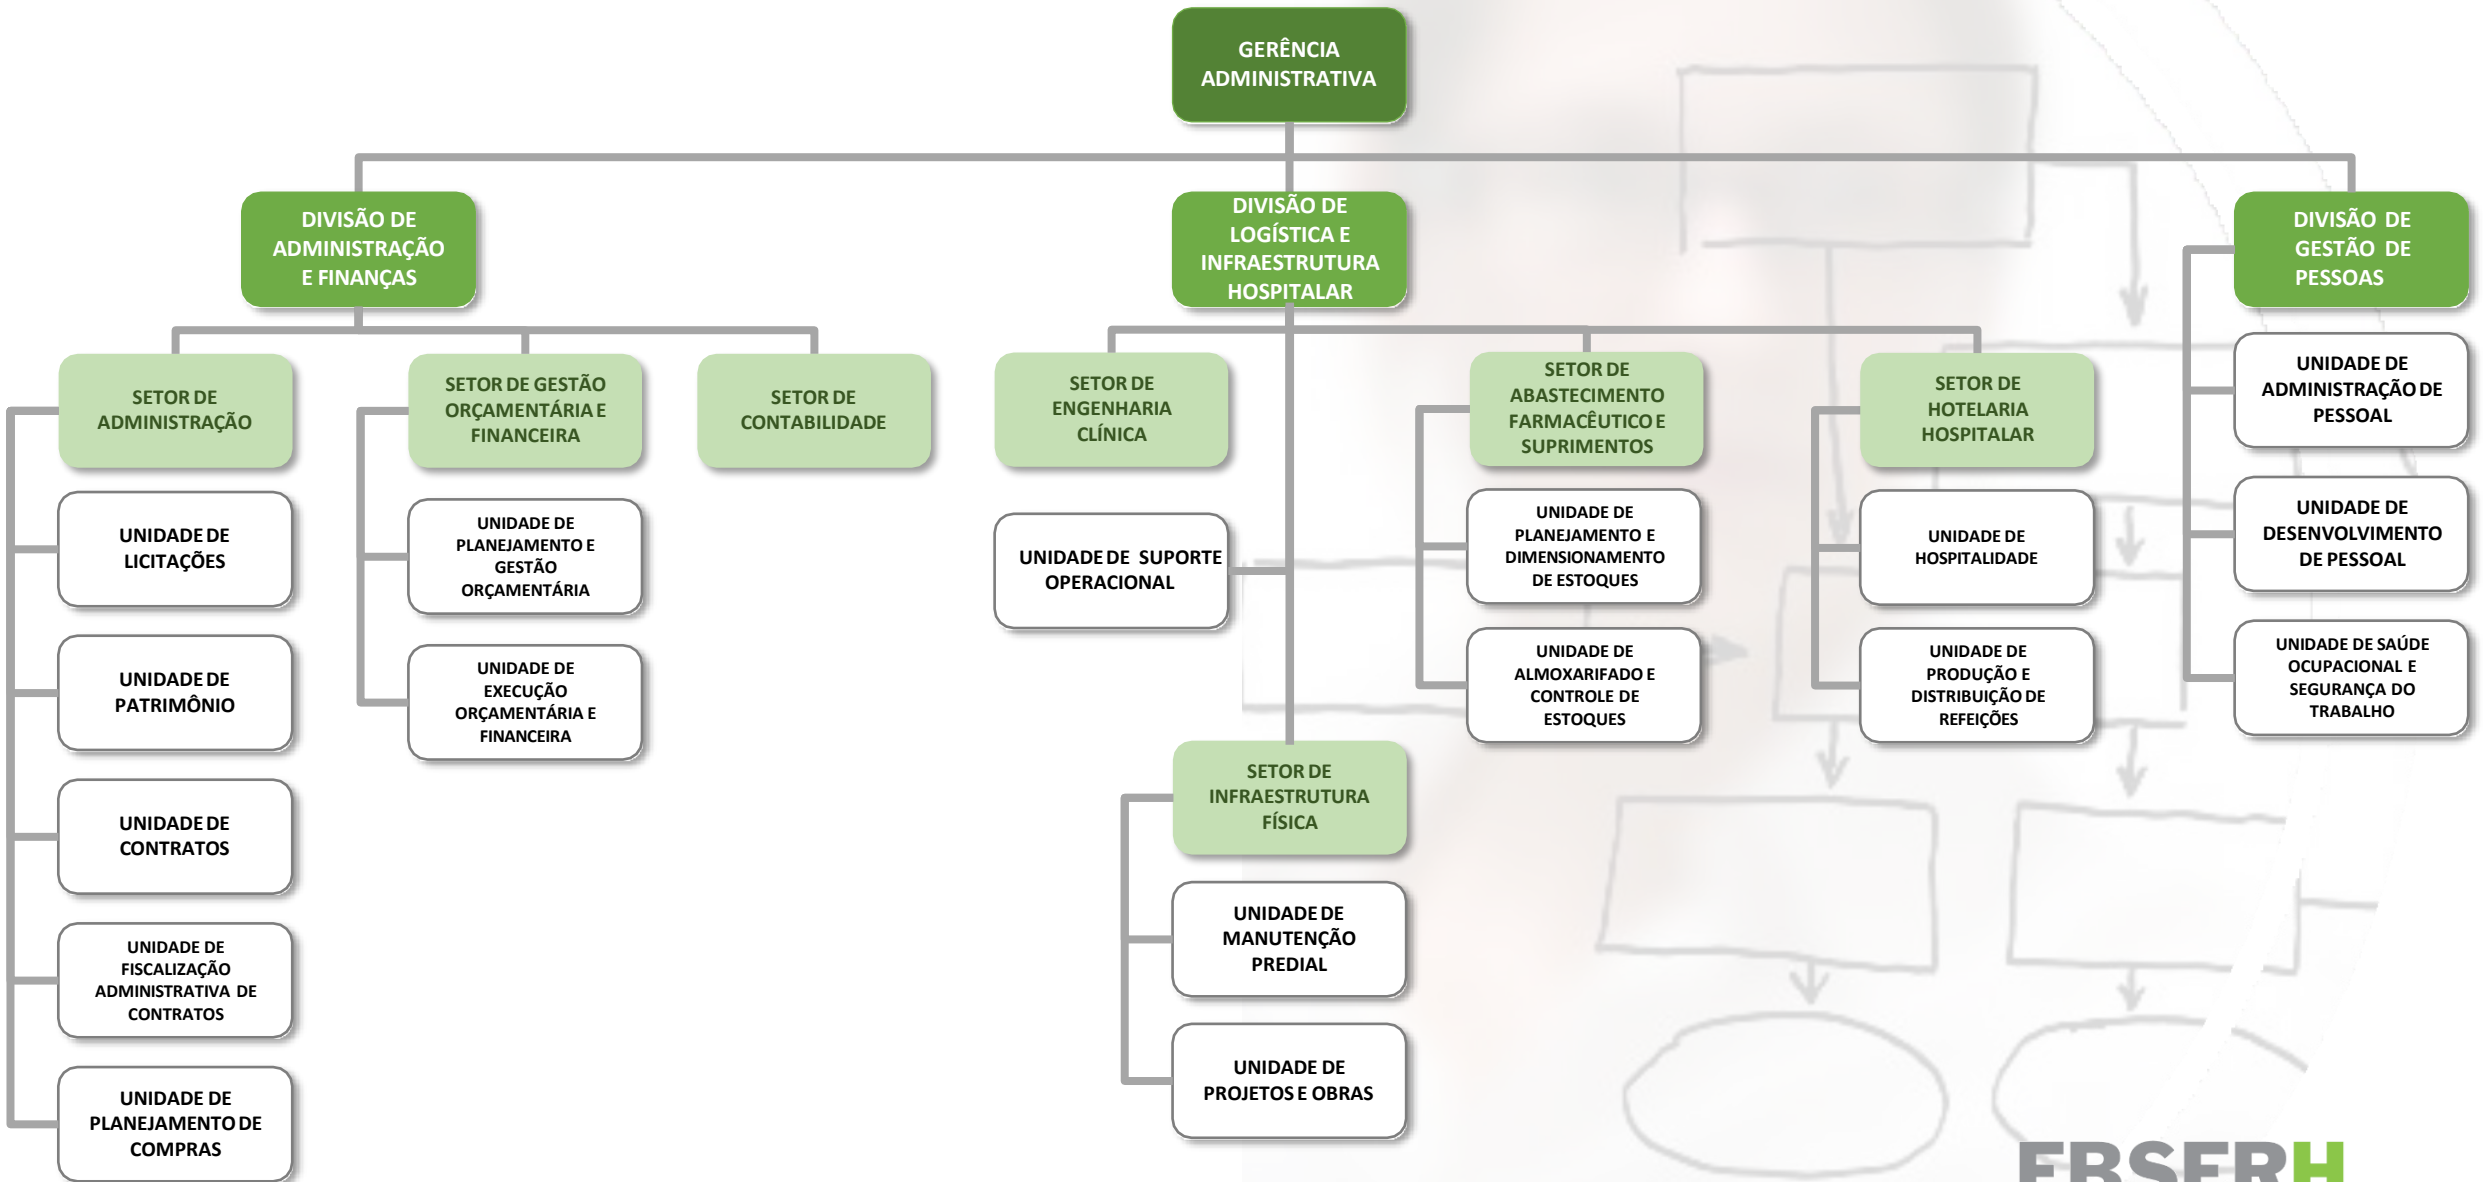 GERÊNCIA
ADMINISTRATIVA
DIVISÃO DE
ADMINISTRAÇÃO
E FINANÇAS
DIVISÃO DE
LOGÍSTICA E
INFRAESTRUTURA
HOSPITALAR
DIVISÃO DE
GESTÃO DE
PESSOAS
SETOR DE
ADMINISTRAÇÃO
SETOR DE GESTÃO
ORÇAMENTÁRIA E
FINANCEIRA
SETOR DE
CONTABILIDADE
SETOR DE
ENGENHARIA
CLÍNICA
SETOR DE
ABASTECIMENTO
FARMACÊUTICO E
SUPRIMENTOS
SETOR DE
HOTELARIA
HOSPITALAR
UNIDADE DE
ADMINISTRAÇÃO DE
PESSOAL
UNIDADE DE
LICITAÇÕES
UNIDADE DE
PLANEJAMENTO E
GESTÃO
ORÇAMENTÁRIA
UNIDADE DE SUPORTE
OPERACIONAL
UNIDADE DE
PLANEJAMENTO E
DIMENSIONAMENTO
DE ESTOQUES
UNIDADE DE
HOSPITALIDADE
UNIDADE DE
DESENVOLVIMENTO
DE PESSOAL
UNIDADE DE
PATRIMÔNIO
UNIDADE DE
EXECUÇÃO
ORÇAMENTÁRIA E
FINANCEIRA
UNIDADE DE
ALMOXARIFADO E
CONTROLE DE
ESTOQUES
UNIDADE DE
PRODUÇÃO E
DISTRIBUIÇÃO DE
REFEIÇÕES
UNIDADE DE SAÚDE
OCUPACIONAL E
SEGURANÇA DO
TRABALHO
UNIDADE DE
CONTRATOS
SETOR DE
INFRAESTRUTURA
FÍSICA
UNIDADE DE
FISCALIZAÇÃO
ADMINISTRATIVA DE
CONTRATOS
UNIDADE DE
MANUTENÇÃO
PREDIAL
UNIDADE DE
PLANEJAMENTO DE
COMPRAS
UNIDADE DE
PROJETOS E OBRAS
EBSERH